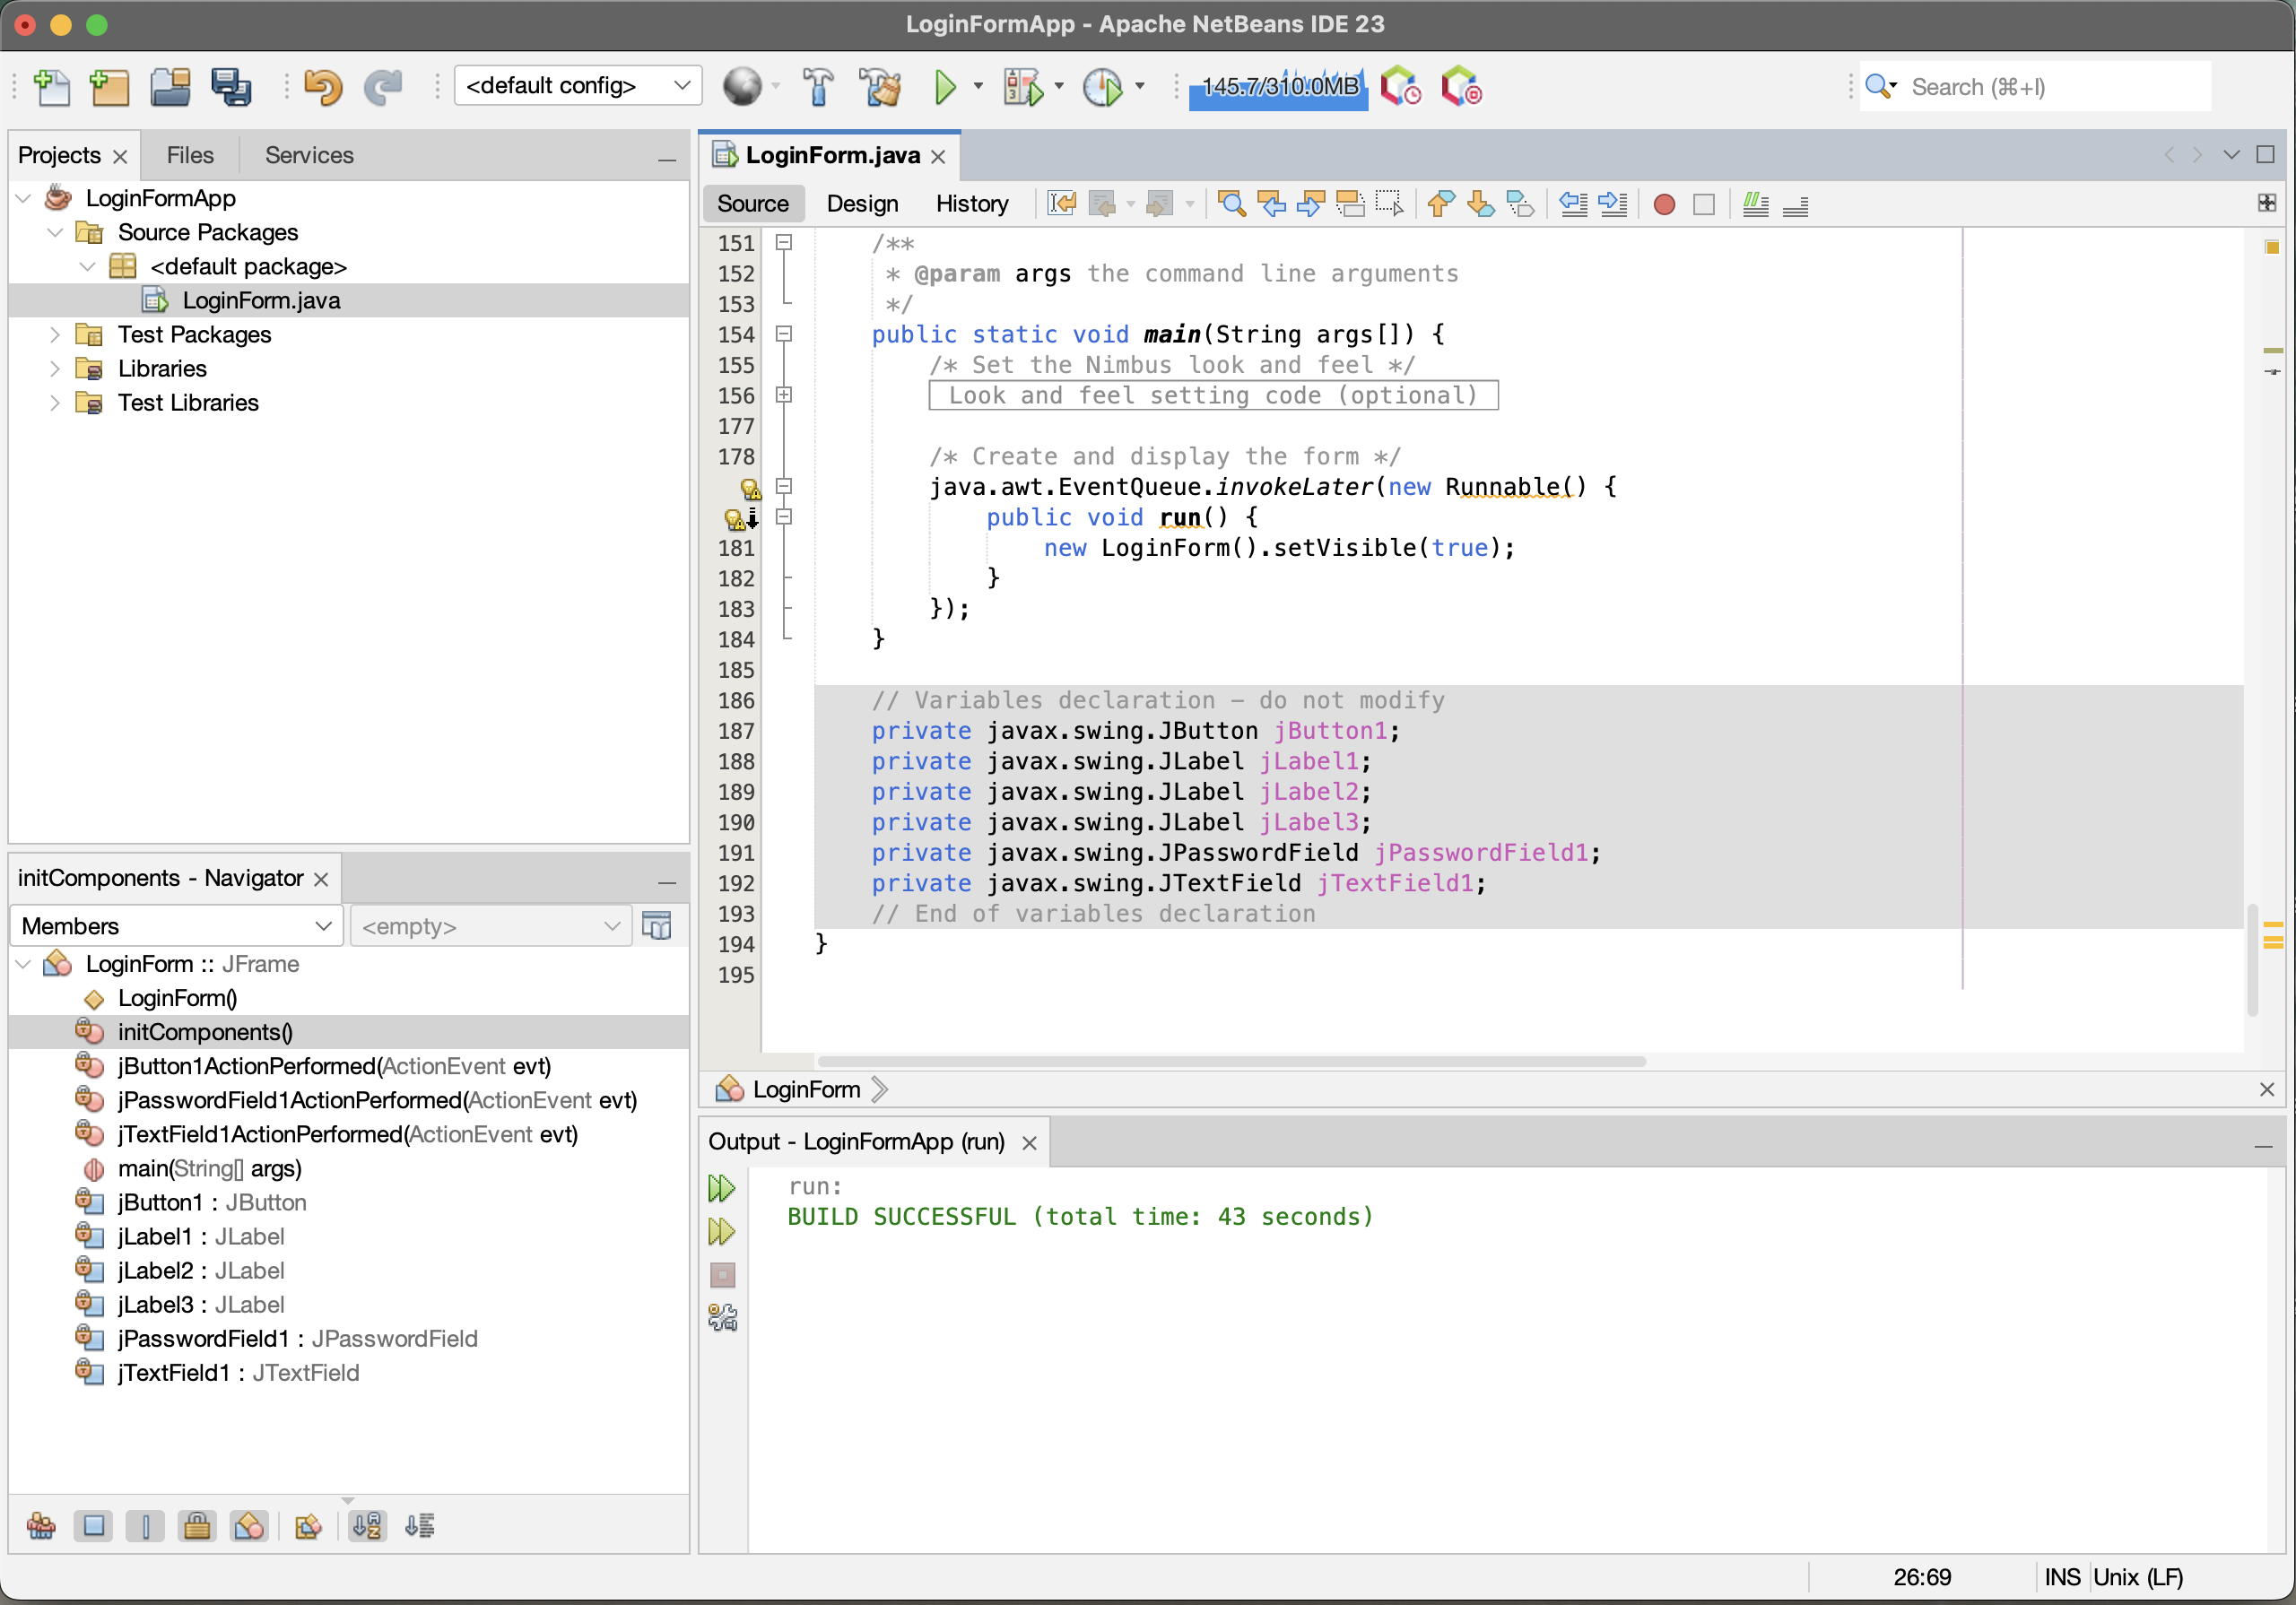 LoginFormApp - Apache NetBeans IDE 23
<default config>
145.7/310.0MB
Search (⌘+I)
Projects
Files
Services
LoginFormApp
Source Packages
<default package>
LoginForm.java
Test Packages
Libraries
Test Libraries
initComponents - Navigator
Members
<empty>
LoginForm :: JFrame
LoginForm()
initComponents()
jButton1ActionPerformed(ActionEvent evt)
jPasswordField1ActionPerformed(ActionEvent evt)
jTextField1ActionPerformed(ActionEvent evt)
main(String[] args)
jButton1 : JButton
jLabel1 : JLabel
jLabel2 : JLabel
jLabel3 : JLabel
jPasswordField1 : JPasswordField
jTextField1 : JTextField
LoginForm.java
Source
Design
History
151 /**
152 * @param args the command line arguments
153 */
154 public static void main(String args[]) {
155 /* Set the Nimbus look and feel */
156 Look and feel setting code (optional)
177
178 /* Create and display the form */
java.awt.EventQueue.invokeLater(new Runnable() {
public void run() {
181 new LoginForm().setVisible(true);
182 }
183 });
184 }
185
186 // Variables declaration – do not modify
187 private javax.swing.JButton jButton1;
188 private javax.swing.JLabel jLabel1;
189 private javax.swing.JLabel jLabel2;
190 private javax.swing.JLabel jLabel3;
191 private javax.swing.JPasswordField jPasswordField1;
192 private javax.swing.JTextField jTextField1;
193 // End of variables declaration
194 }
195
LoginForm
Output - LoginFormApp (run)
run:
BUILD SUCCESSFUL (total time: 43 seconds)
26:69
INS
Unix (LF)